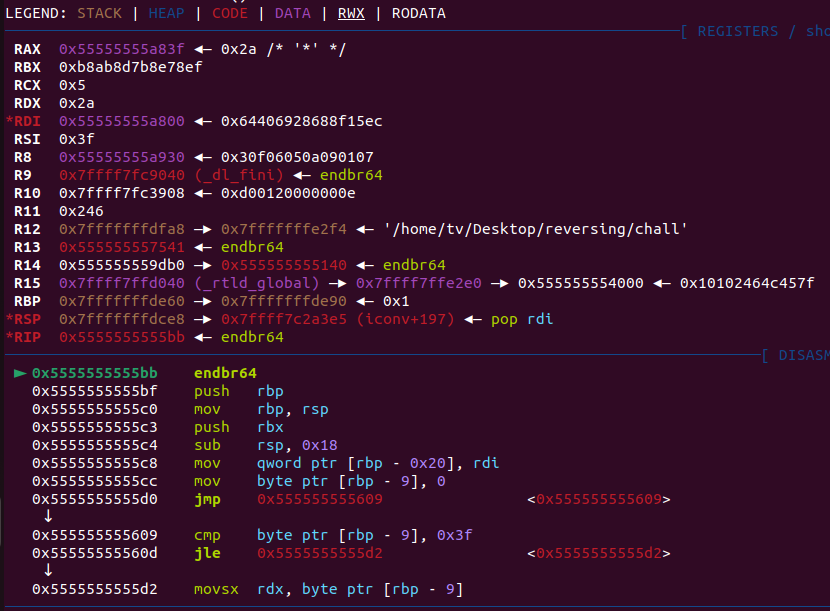 LEGEND: STACK | HEAP | CODE | DATA | RWX | RODATA
[ REGISTERS / sho
RAX 0x55555555a83f ◂— 0x2a /* '*' */
RBX 0xb8ab8d7b8e78ef
RCX 0x5
RDX 0x2a
*RDI 0x55555555a800 ◂— 0x64406928688f15ec
RSI 0x3f
R8 0x55555555a930 ◂— 0x30f06050a090107
R9 0x7ffff7fc9040 (_dl_fini) ◂— endbr64
R10 0x7ffff7fc3908 ◂— 0xd00120000000e
R11 0x246
R12 0x7fffffffdfa8 —▸ 0x7fffffffe2f4 ◂— '/home/tv/Desktop/reversing/chall'
R13 0x555555557541 ◂— endbr64
R14 0x555555559db0 —▸ 0x555555555140 ◂— endbr64
R15 0x7ffff7ffd040 (_rtld_global) —▸ 0x7ffff7ffe2e0 —▸ 0x555555554000 ◂— 0x10102464c457f
RBP 0x7fffffffde60 —▸ 0x7fffffffde90 ◂— 0x1
*RSP 0x7fffffffdce8 —▸ 0x7ffff7c2a3e5 (iconv+197) ◂— pop rdi
*RIP 0x5555555555bb ◂— endbr64
[ DISASM
► 0x5555555555bb endbr64
0x5555555555bf push rbp
0x5555555555c0 mov rbp, rsp
0x5555555555c3 push rbx
0x5555555555c4 sub rsp, 0x18
0x5555555555c8 mov qword ptr [rbp - 0x20], rdi
0x5555555555cc mov byte ptr [rbp - 9], 0
0x5555555555d0 jmp 0x555555555609 <0x555555555609>
↓
0x555555555609 cmp byte ptr [rbp - 9], 0x3f
0x55555555560d jle 0x5555555555d2 <0x5555555555d2>
↓
0x5555555555d2 movsx rdx, byte ptr [rbp - 9]